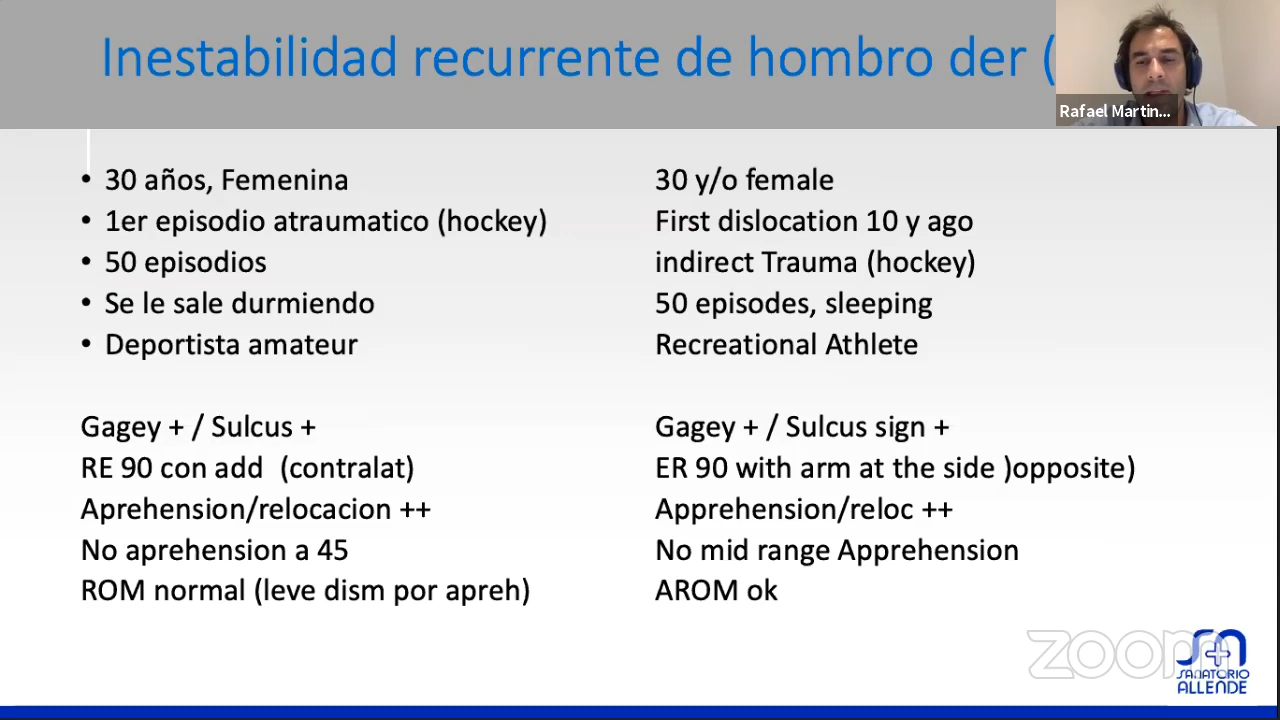 Inestabilidad recurrente de hombro der (
Rafael Martin...
• 30 años, Femenina
• 1er episodio atraumatico (hockey)
• 50 episodios
• Se le sale durmiendo
• Deportista amateur
Gagey + / Sulcus +
RE 90 con add (contralat)
Aprehension/relocacion ++
No aprehension a 45
ROM normal (leve dism por apreh)
30 y/o female
First dislocation 10 y ago
indirect Trauma (hockey)
50 episodes, sleeping
Recreational Athlete
Gagey + / Sulcus sign +
ER 90 with arm at the side )opposite)
Apprehension/reloc ++
No mid range Apprehension
AROM ok
zoom
SANATORIO
ALLENDE